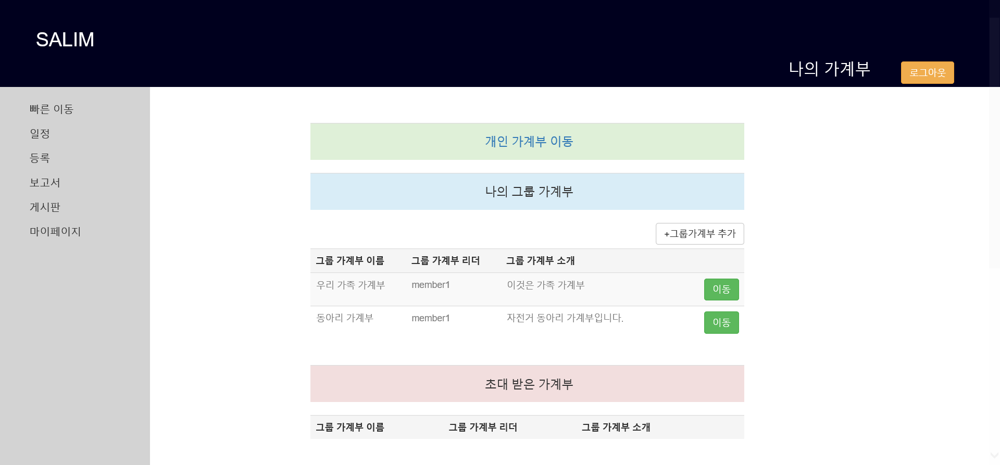 SALIM
나의 가계부
로그아웃
빠른 이동
일정
등록
보고서
게시판
마이페이지
개인 가계부 이동
나의 그룹 가계부
+그룹가계부 추가
그룹 가계부 이름 그룹 가계부 리더 그룹 가계부 소개
우리 가족 가계부 member1 이것은 가족 가계부 이동
동아리 가계부 member1 자전거 동아리 가계부입니다. 이동
초대 받은 가계부
그룹 가계부 이름 그룹 가계부 리더 그룹 가계부 소개